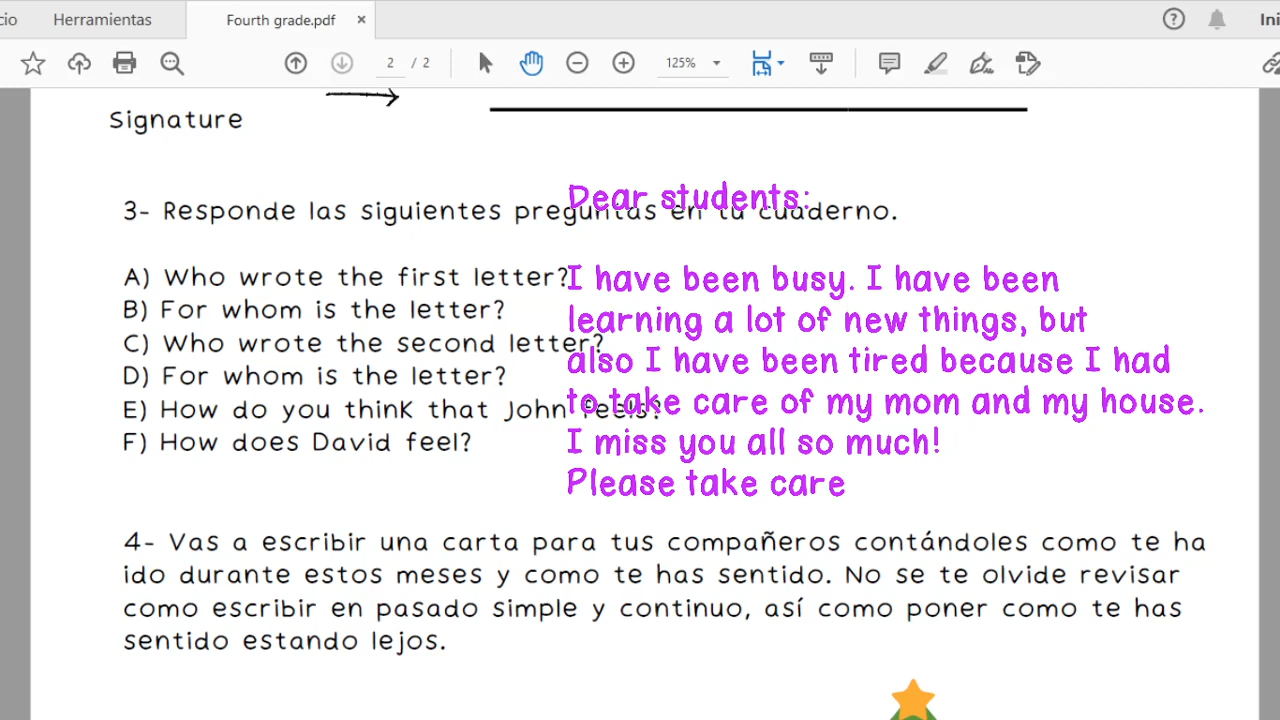 cio
Herramientas
Fourth grade.pdf
Ini
2 / 2
125%
Signature
3- Responde las siguientes preguntas en tu cuaderno.
A) Who wrote the first letter?
B) For whom is the letter?
C) Who wrote the second letter?
D) For whom is the letter?
E) How do you think that John feels?
F) How does David feel?
Dear students:
I have been busy. I have been
learning a lot of new things, but
also I have been tired because I had
to take care of my mom and my house.
I miss you all so much!
Please take care
4- Vas a escribir una carta para tus compañeros contándoles como te ha
ido durante estos meses y como te has sentido. No se te olvide revisar
como escribir en pasado simple y continuo, así como poner como te has
sentido estando lejos.